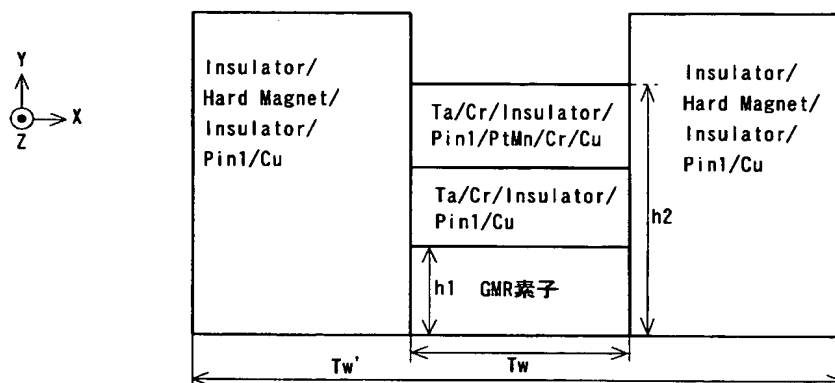 Y
X
Z
Insulator/
Hard Magnet/
Insulator/
Pin1/Cu
Ta/Cr/Insulator/
Pin1/PtMn/Cr/Cu
Ta/Cr/Insulator/
Pin1/Cu
h1 GMR素子
h2
Insulator/
Hard Magnet/
Insulator/
Pin1/Cu
Tw'
Tw